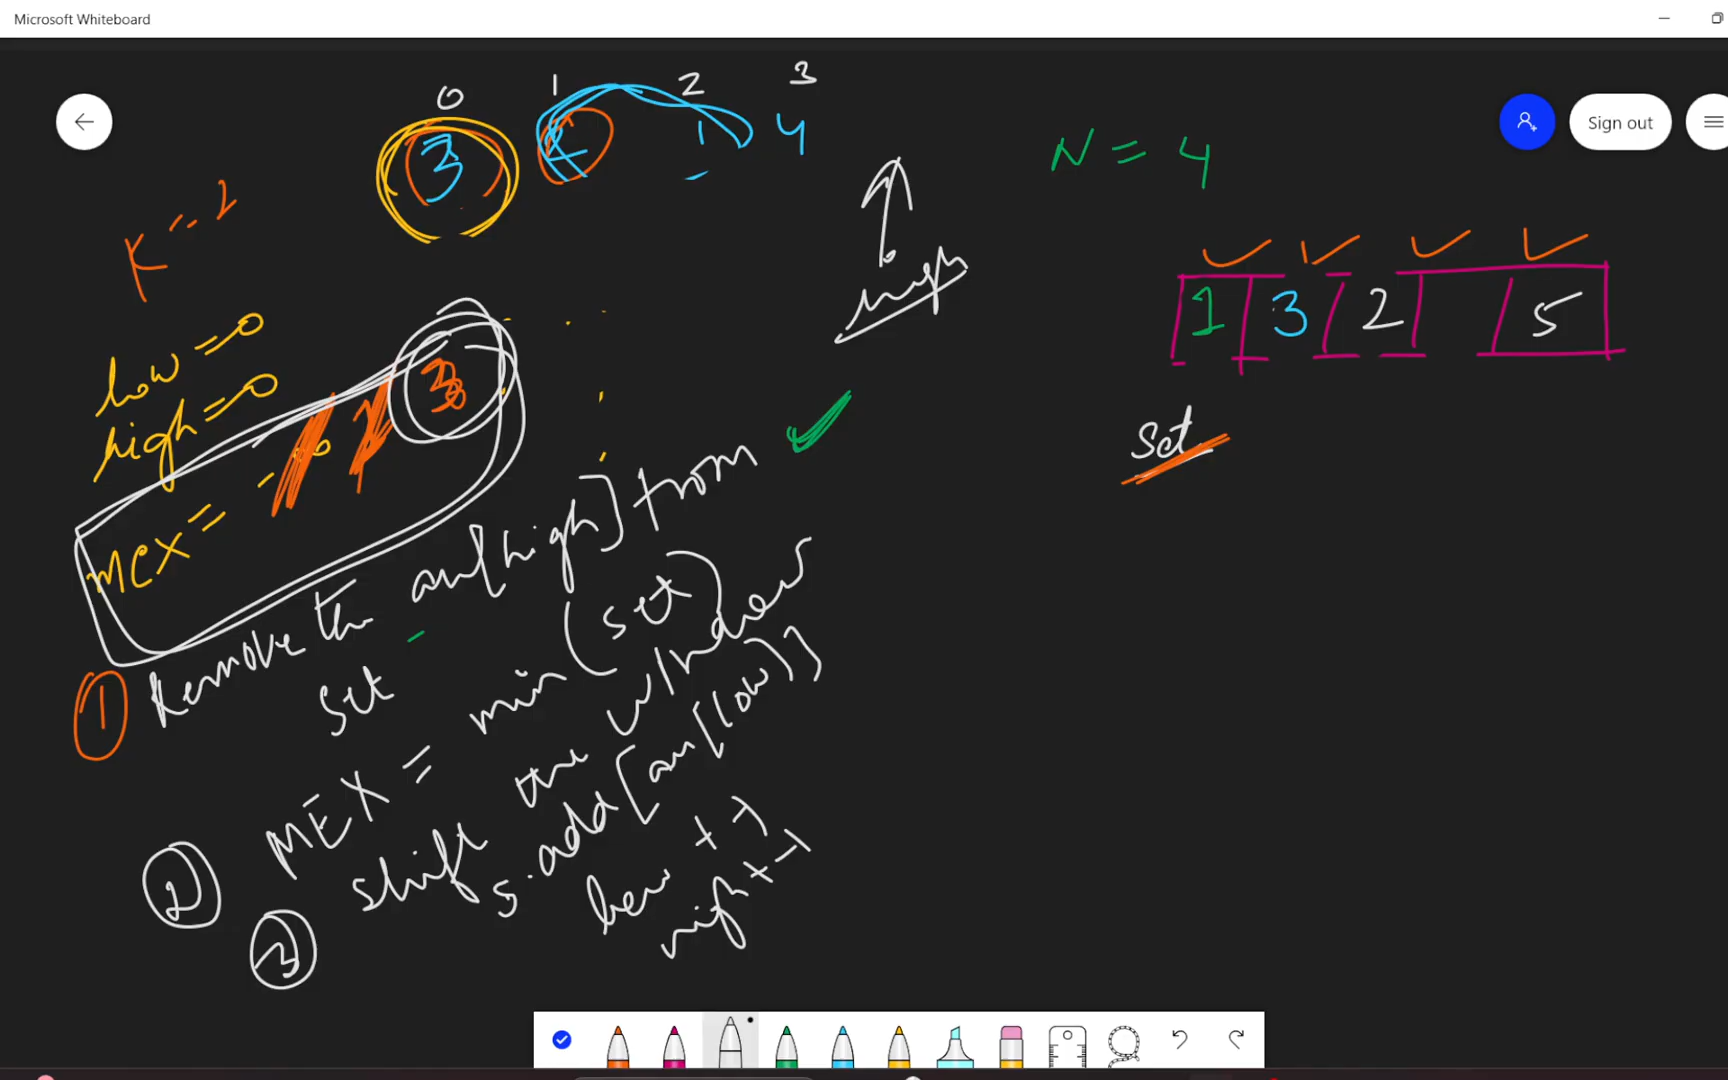 Microsoft Whiteboard
0 1 2 3
3 1 4
N = 4
Sign out
K = 2
1 3 2 5
high
low = 0
high = 0
3
MEX =
Set
① Remove the arr[high] from
set
② MEX = min(set)
③ shift the window
s.add[arr[low]]
low++
high++